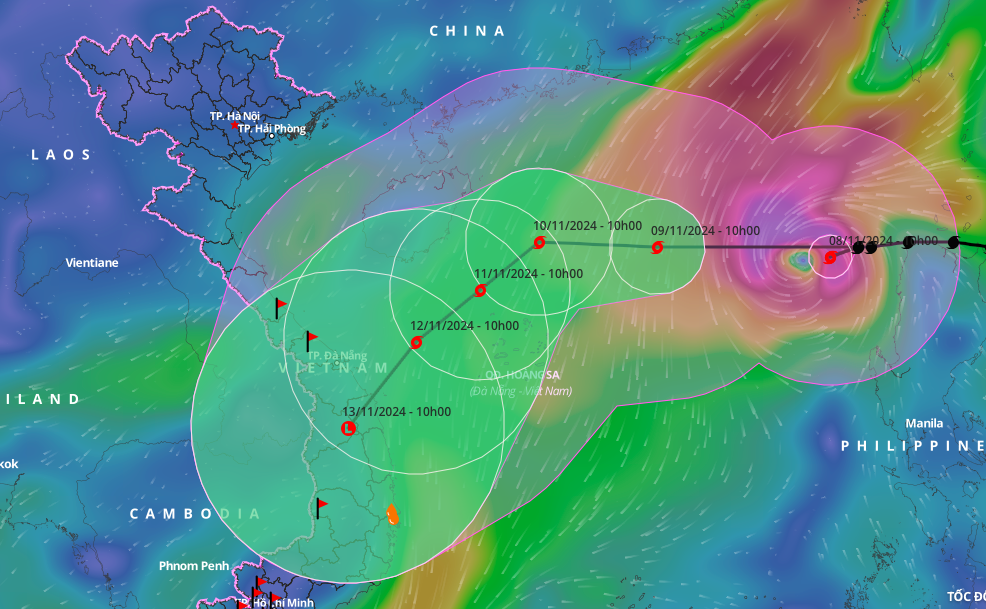 CHINA
TP. Hà Nội
TP. Hải Phòng
LAOS
10/11/2024 - 10h00
09/11/2024 - 10h00
08/11/2024 - 10h00
Vientiane
11/11/2024 - 10h00
12/11/2024 - 10h00
TP. Đà Nẵng
VIETNAM
QĐ. HOÀNG SA
(Đà Nẵng - Việt Nam)
ILAND
13/11/2024 - 10h00
Manila
PHILIPPINE
kok
CAMBODIA
Phnom Penh
TP. Hồ Chí Minh
TỐC ĐỘ